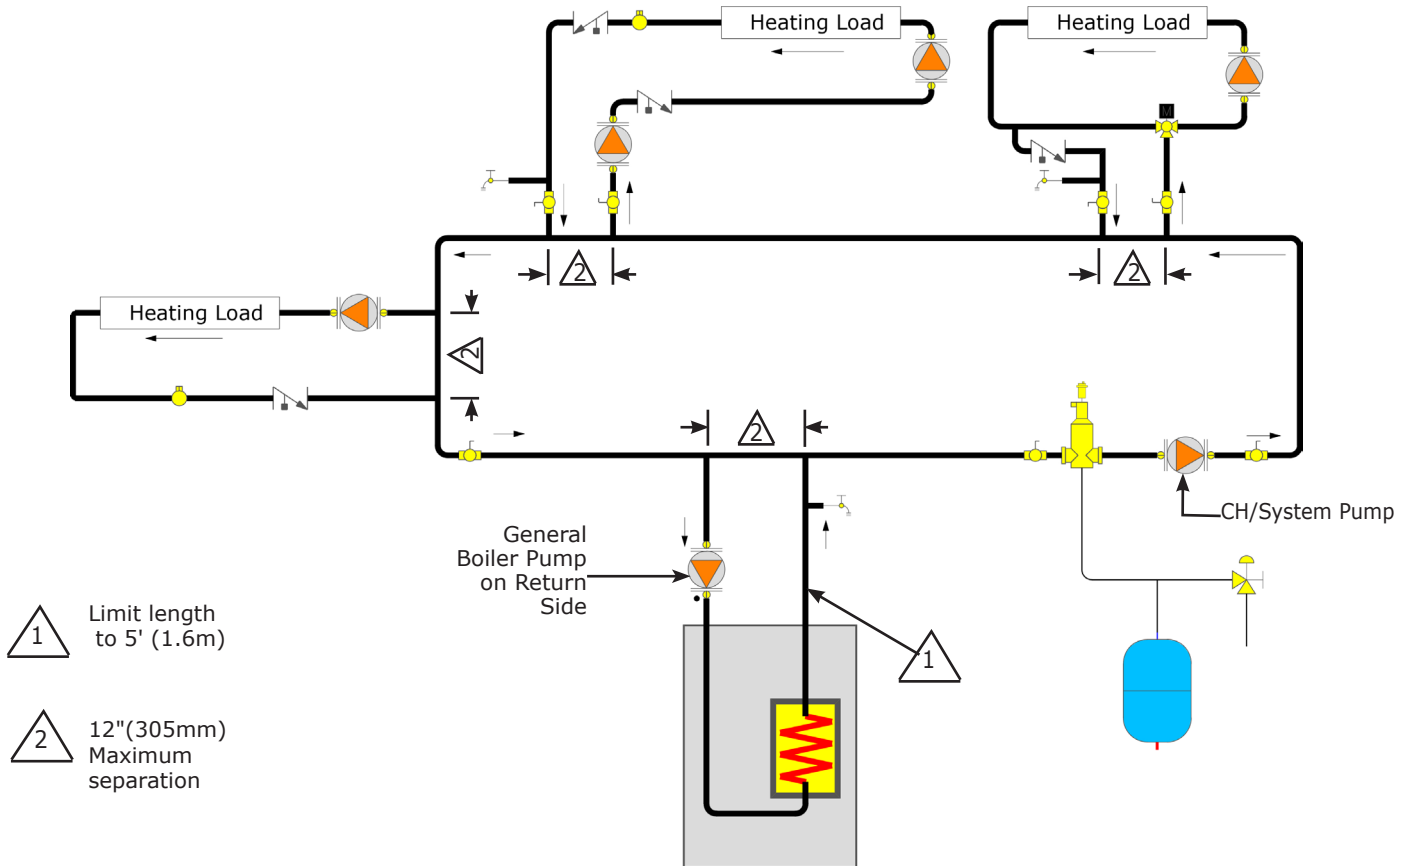 Heating Load
Heating Load
M
2
2
Heating Load
2
2
CH/System Pump
General
Boiler Pump
on Return
Side
1
Limit length
to 5' (1.6m)
1
2
12"(305mm)
Maximum
separation